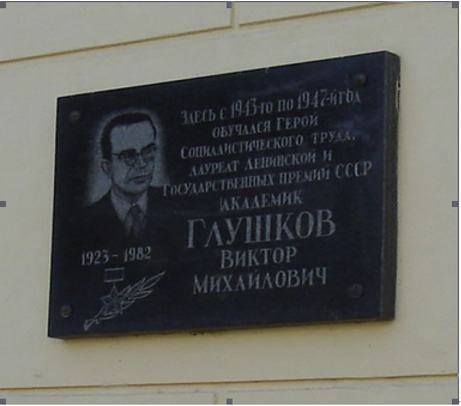 Здесь с 1943-го по 1947-й год
обучался Герой
Социалистического Труда,
лауреат Ленинской и
Государственных премий СССР
академик
ГЛУШКОВ
ВИКТОР
МИХАЙЛОВИЧ
1923 - 1982